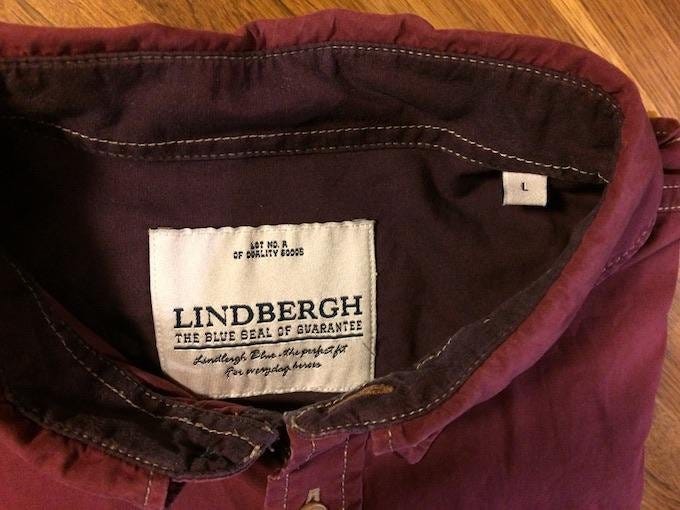 L
LOT NO. A
OF QUALITY GOODS
LINDBERGH
THE BLUE SEAL OF GUARANTEE
Lindbergh Blue - the perfect fit
For everyday heroes